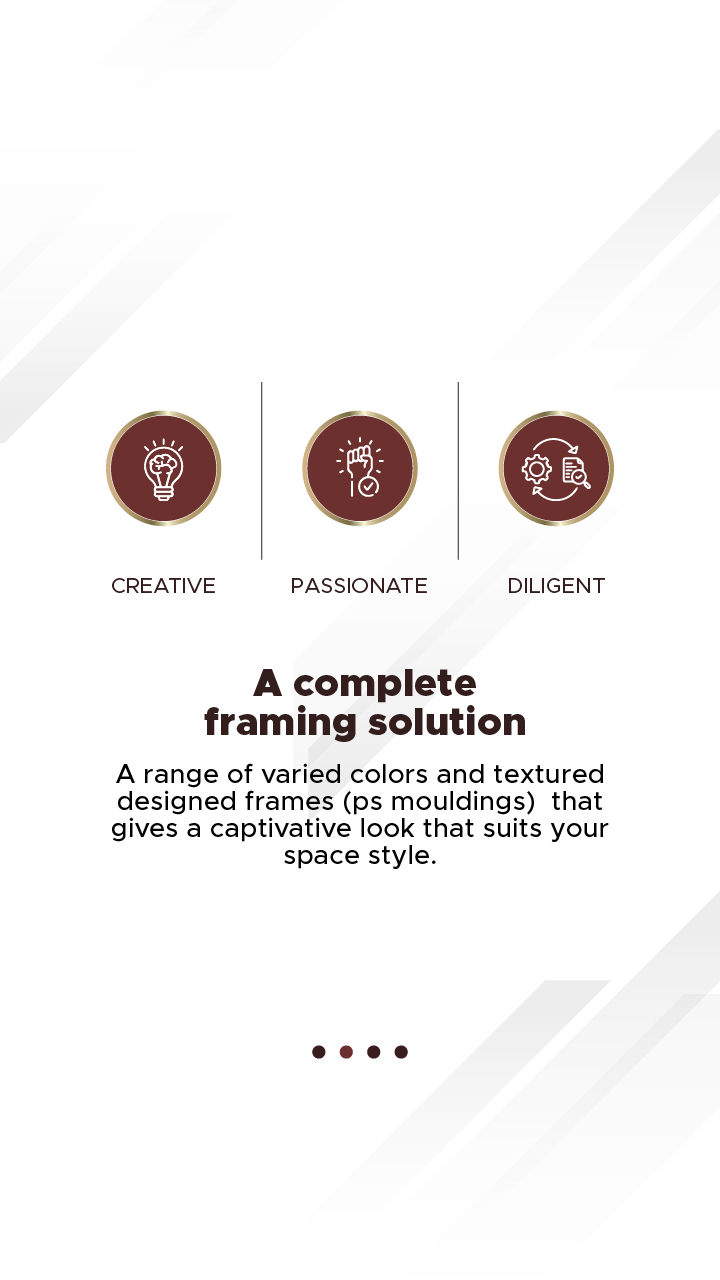 CREATIVE PASSIONATE DILIGENT
A complete
framing solution
A range of varied colors and textured
designed frames (ps mouldings)  that
gives a captivative look that suits your
space style.